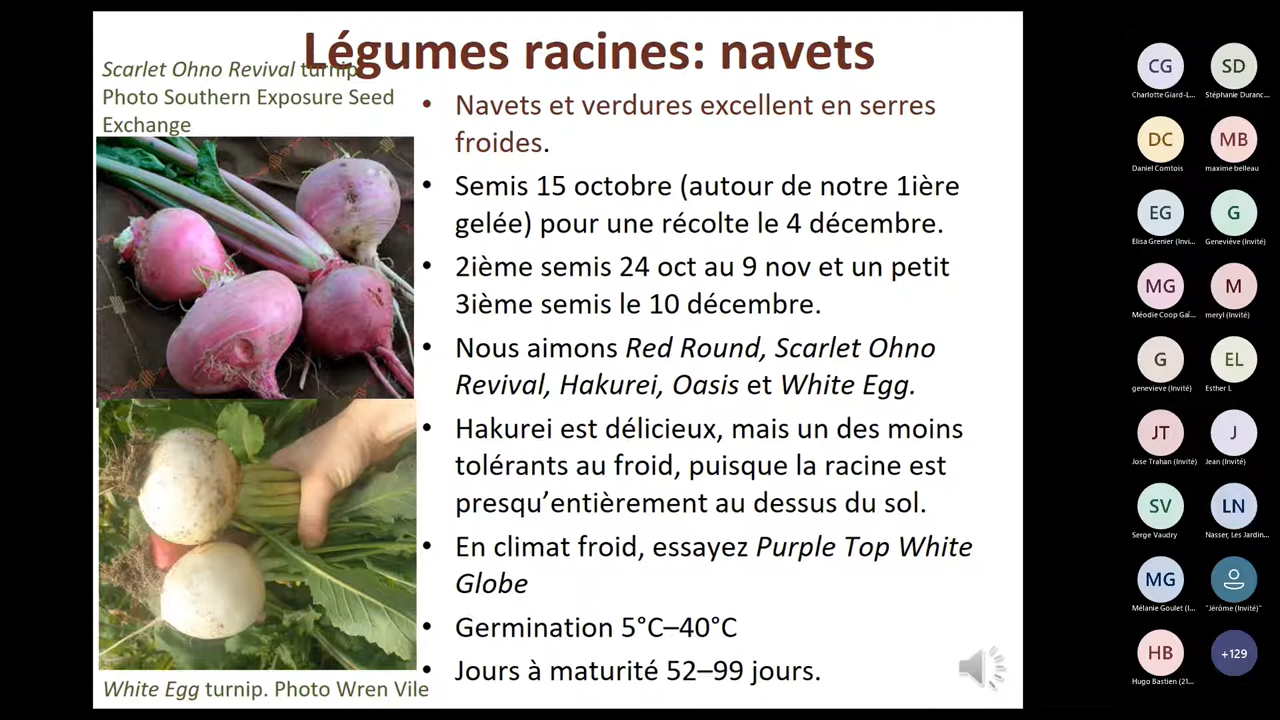 Légumes racines: navets
Scarlet Ohno Revival turnip
Photo Southern Exposure Seed
Exchange
• Navets et verdures excellent en serres
froides.
• Semis 15 octobre (autour de notre 1ière
gelée) pour une récolte le 4 décembre.
• 2ième semis 24 oct au 9 nov et un petit
3ième semis le 10 décembre.
• Nous aimons Red Round, Scarlet Ohno
Revival, Hakurei, Oasis et White Egg.
• Hakurei est délicieux, mais un des moins
tolérants au froid, puisque la racine est
presqu’entièrement au dessus du sol.
• En climat froid, essayez Purple Top White
Globe
• Germination 5°C–40°C
• Jours à maturité 52–99 jours.
White Egg turnip. Photo Wren Vile
CG
Charlotte Giard-L...
SD
Stéphanie Duranc...
DC
Daniel Comtois
MB
maxime belleau
EG
Elisa Grenier (Invi...
G
Geneviève (Invité)
MG
Méodie Coop Gaï...
M
meryl (Invité)
G
genevieve (Invité)
EL
Esther L
JT
Jose Trahan (Invité)
J
Jean (Invité)
SV
Serge Vaudry
LN
Nasser, Les Jardin...
MG
Mélanie Goulet (I...
"Jérôme (Invité)"
HB
Hugo Bastien (21...
+129